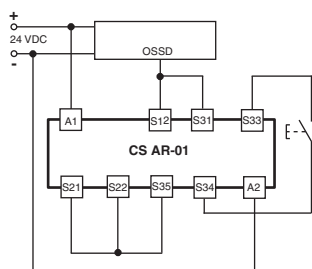 +
24 VDC
-
OSSD
A1 S12 S31 S33
CS AR-01
S21 S22 S35 S34 A2